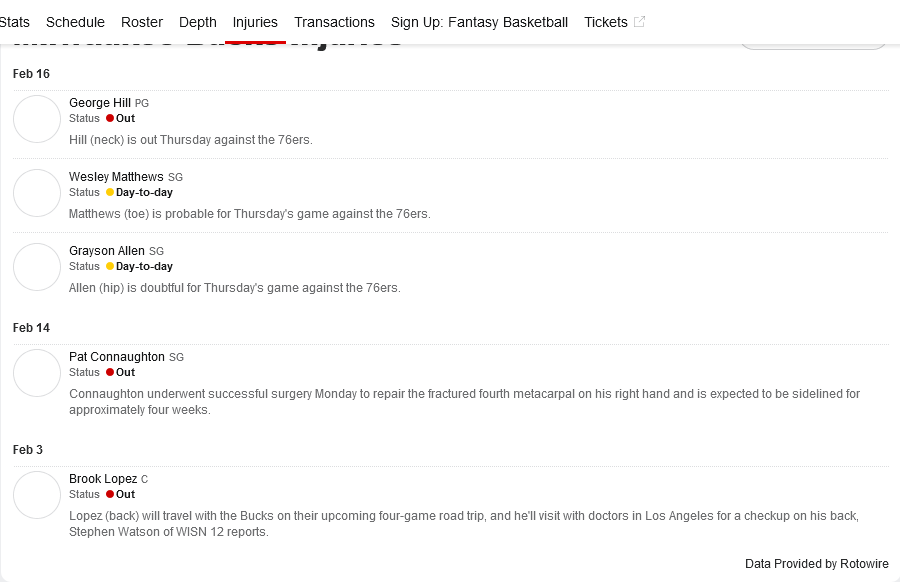 Stats Schedule Roster Depth Injuries Transactions Sign Up: Fantasy Basketball Tickets
Milwaukee Bucks Injuries
Feb 16
George Hill PG
Status Out
Hill (neck) is out Thursday against the 76ers.
Wesley Matthews SG
Status Day-to-day
Matthews (toe) is probable for Thursday's game against the 76ers.
Grayson Allen SG
Status Day-to-day
Allen (hip) is doubtful for Thursday's game against the 76ers.
Feb 14
Pat Connaughton SG
Status Out
Connaughton underwent successful surgery Monday to repair the fractured fourth metacarpal on his right hand and is expected to be sidelined for
approximately four weeks.
Feb 3
Brook Lopez C
Status Out
Lopez (back) will travel with the Bucks on their upcoming four-game road trip, and he'll visit with doctors in Los Angeles for a checkup on his back,
Stephen Watson of WISN 12 reports.
Data Provided by Rotowire